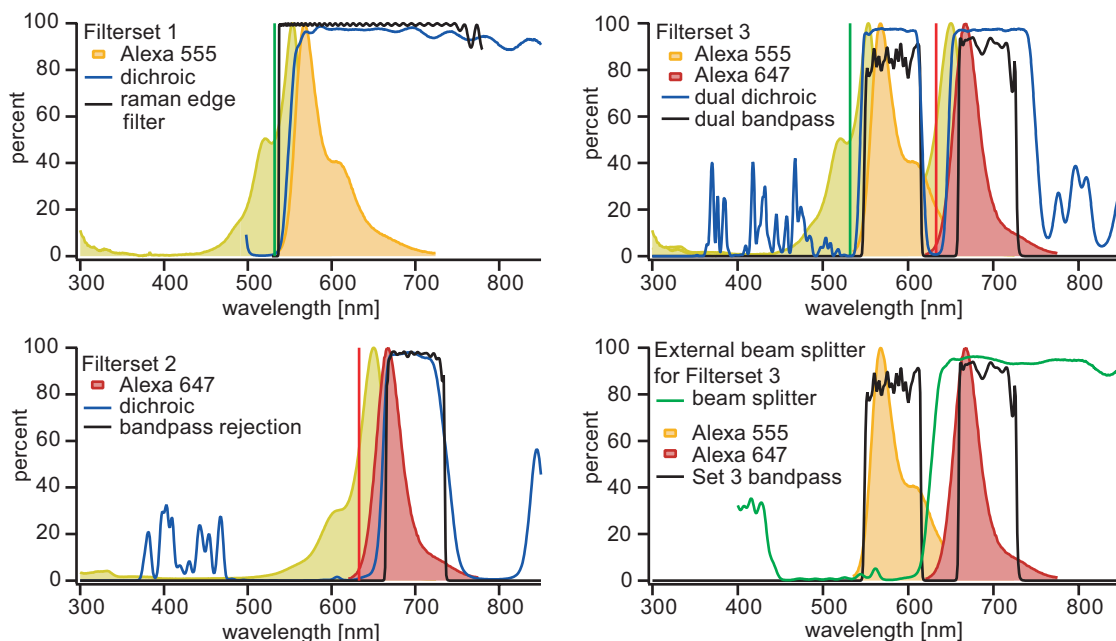 Filterset 1
Alexa 555
dichroic
raman edge
filter
percent
100
80
60
40
20
0
300 400 500 600 700 800
wavelength [nm]
Filterset 3
Alexa 555
Alexa 647
dual dichroic
dual bandpass
percent
100
80
60
40
20
0
300 400 500 600 700 800
wavelength [nm]
Filterset 2
Alexa 647
dichroic
bandpass rejection
percent
100
80
60
40
20
0
300 400 500 600 700 800
wavelength [nm]
External beam splitter
for Filterset 3
beam splitter
Alexa 555
Alexa 647
Set 3 bandpass
percent
100
80
60
40
20
0
300 400 500 600 700 800
wavelength [nm]